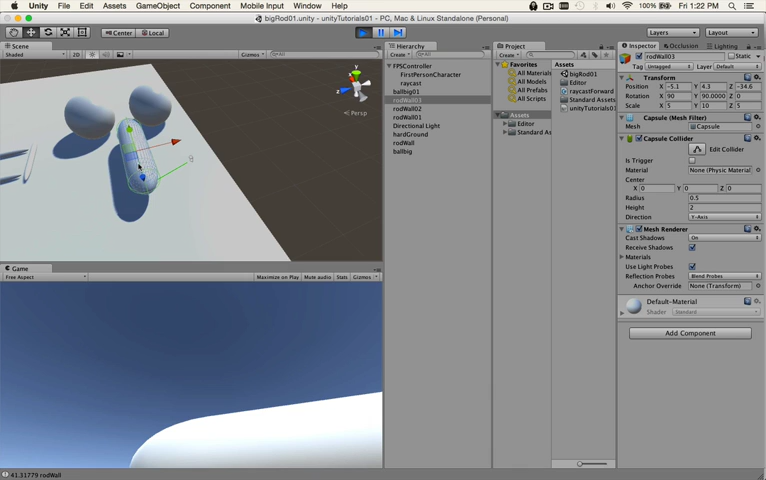 Unity File Edit Assets GameObject Component Mobile Input Window Help 100% Fri 1:22 PM
bigRod01.unity - unityTutorials01 - PC, Mac & Linux Standalone (Personal)
Center Local Layers Layout
Scene
Shaded 2D Gizmos All
y
z
Persp
Game
Free Aspect Maximize on Play Mute audio Stats Gizmos
41.31779 rodWall
Hierarchy
Create All
FPSController
FirstPersonCharacter
raycast
ballbig01
rodWall03
rodWall02
rodWall01
Directional Light
hardGround
rodWall
ballbig
Project
Create
Favorites
All Materials
All Models
All Prefabs
All Scripts
Assets
Editor
Standard As
Assets
bigRod01
Editor
raycastForward
Standard Assets
unityTutorials01
Inspector Occlusion Lighting
rodWall03 Static
Tag Untagged Layer Default
Transform
Position X -5.1 Y 4.3 Z -34.6
Rotation X 90 Y 90.0000 Z 0
Scale X 5 Y 10 Z 5
Capsule (Mesh Filter)
Mesh Capsule
Capsule Collider
Edit Collider
Is Trigger
Material None (Physic Material
Center
X 0 Y 0 Z 0
Radius 0.5
Height 2
Direction Y-Axis
Mesh Renderer
Cast Shadows On
Receive Shadows
Materials
Use Light Probes
Reflection Probes Blend Probes
Anchor Override None (Transform)
Default-Material
Shader Standard
Add Component